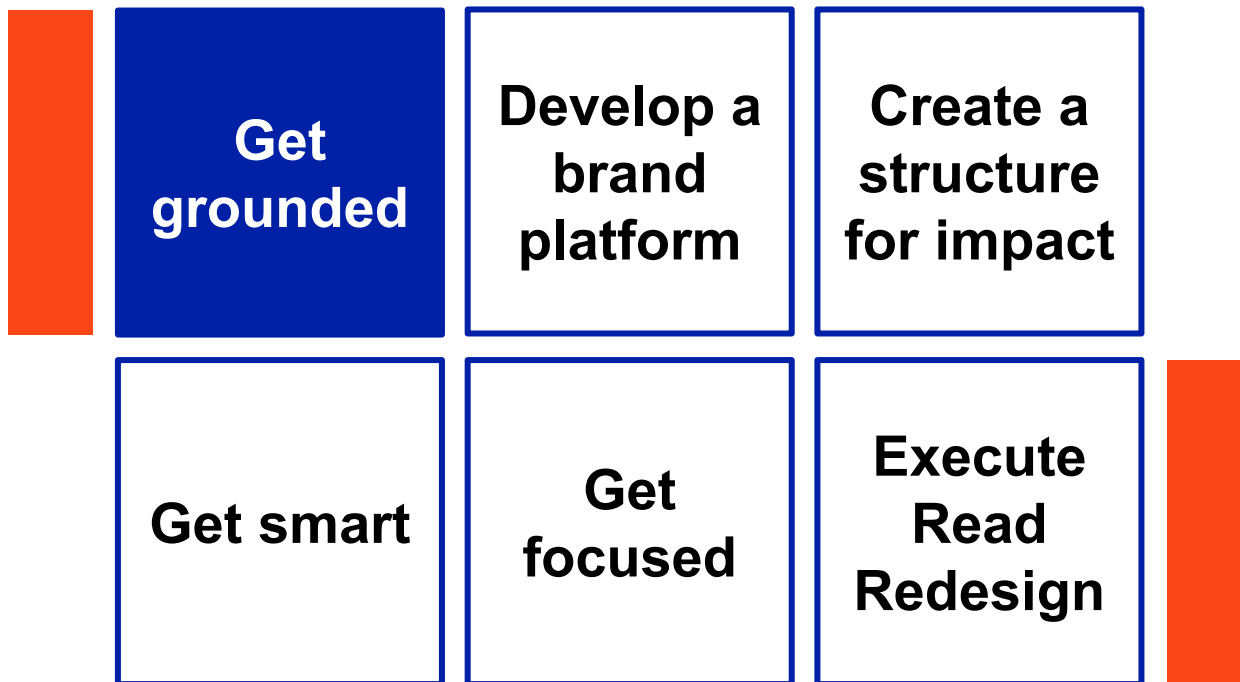 Get
grounded
Develop a
brand
platform
Create a
structure
for impact
Get smart
Get
focused
Execute
Read
Redesign